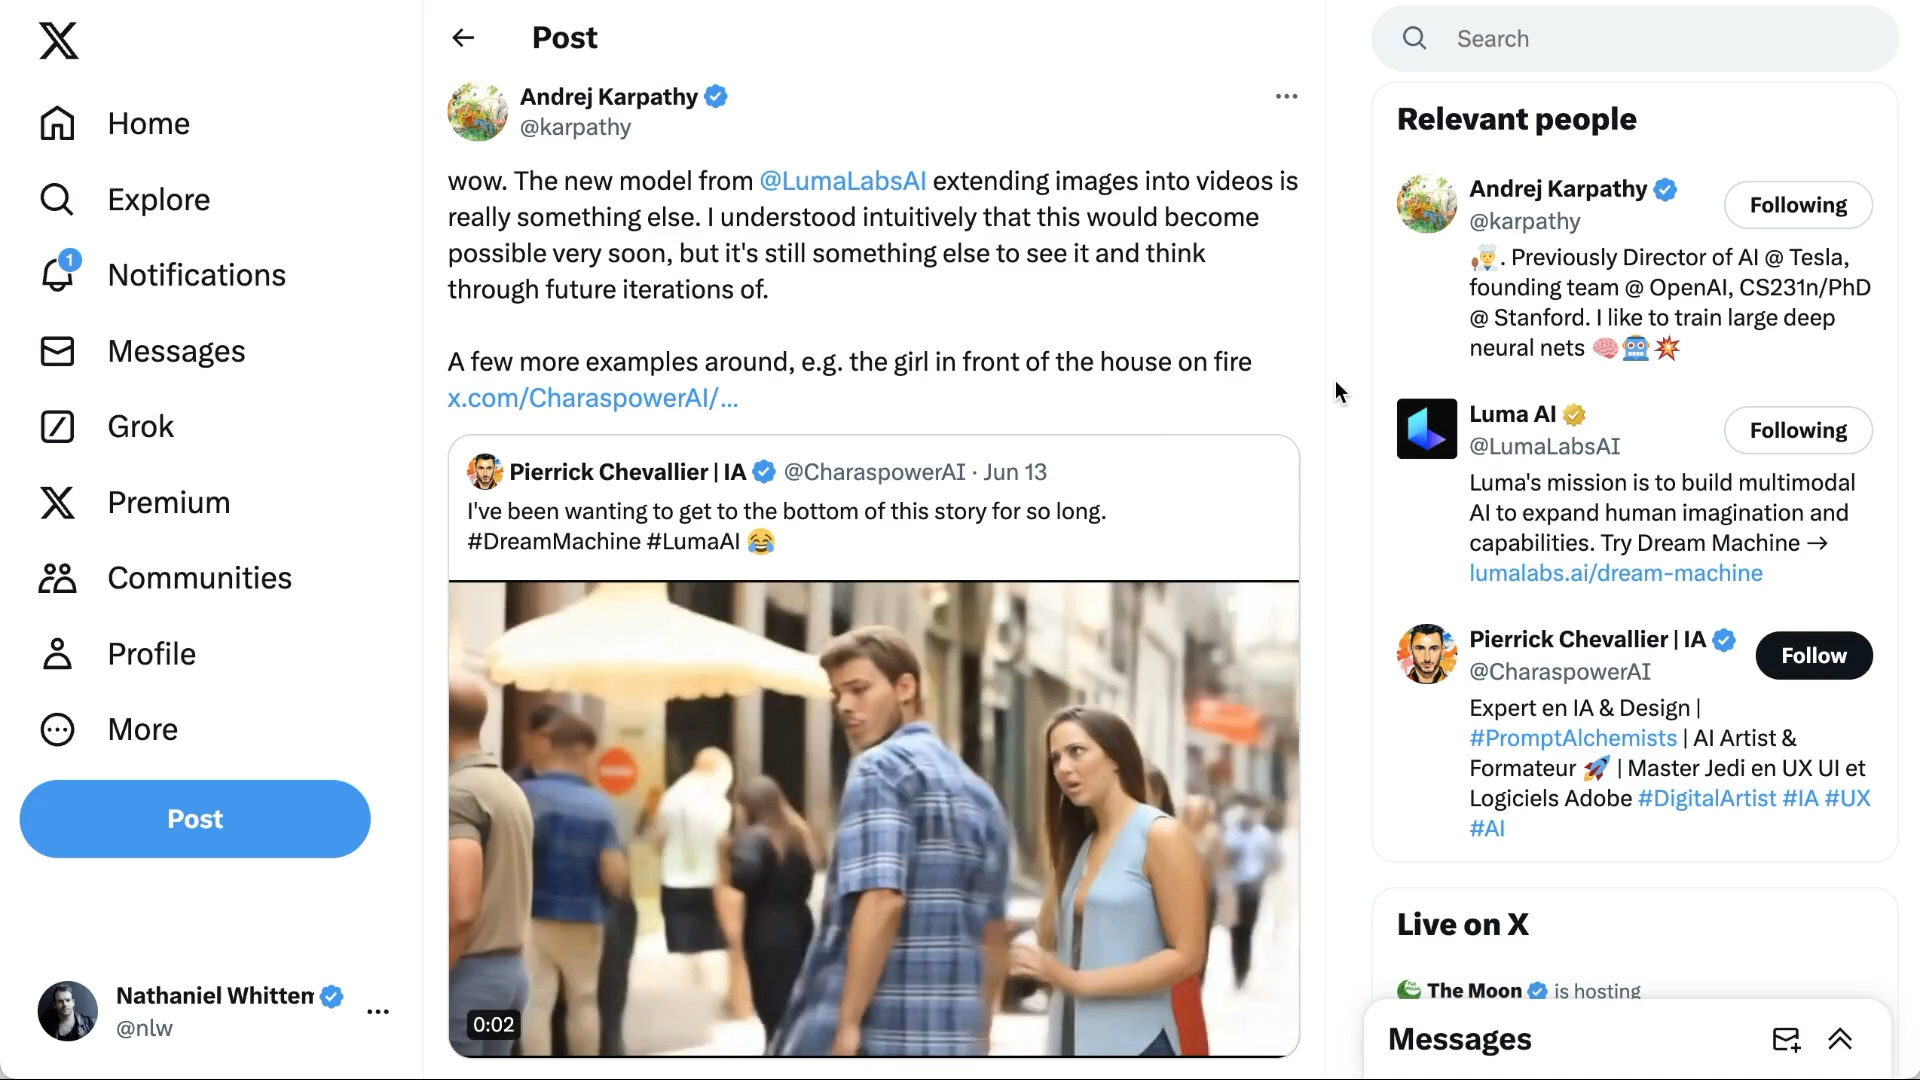 Home
Explore
1
Notifications
Messages
Grok
Premium
Communities
Profile
More
Post
Nathaniel Whittem
@nlw
Post
Andrej Karpathy
@karpathy
wow. The new model from @LumaLabsAI extending images into videos is
really something else. I understood intuitively that this would become
possible very soon, but it's still something else to see it and think
through future iterations of.
A few more examples around, e.g. the girl in front of the house on fire
x.com/CharaspowerAI/…
Pierrick Chevallier | IA @CharaspowerAI · Jun 13
I've been wanting to get to the bottom of this story for so long.
#DreamMachine #LumaAI 😂
0:02
Search
Relevant people
Andrej Karpathy
@karpathy
Following
🧑‍🍳. Previously Director of AI @ Tesla,
founding team @ OpenAI, CS231n/PhD
@ Stanford. I like to train large deep
neural nets 🧠🤖💥
Luma AI
@LumaLabsAI
Following
Luma's mission is to build multimodal
AI to expand human imagination and
capabilities. Try Dream Machine →
lumalabs.ai/dream-machine
Pierrick Chevallier | IA
@CharaspowerAI
Follow
Expert en IA & Design |
#PromptAlchemists | AI Artist &
Formateur 🚀 | Master Jedi en UX UI et
Logiciels Adobe #DigitalArtist #IA #UX
#AI
Live on X
The Moon is hosting
Messages